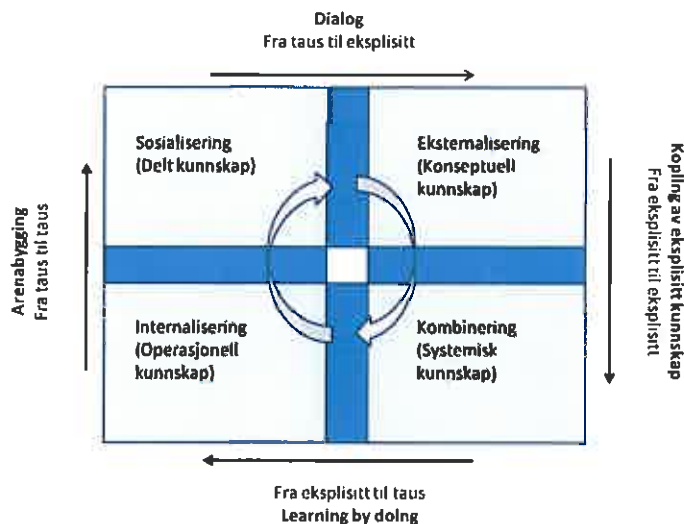 Dialog
Fra taus til eksplisitt
Sosialisering
(Delt kunnskap)
Eksternalisering
(Konseptuell
kunnskap)
Arenabygging
Fra taus til taus
Kopling av eksplisitt kunnskap
Fra eksplisitt til eksplisitt
Internalisering
(Operasjonell
kunnskap)
Kombinering
(Systemisk
kunnskap)
Fra eksplisitt til taus
Learning by doing